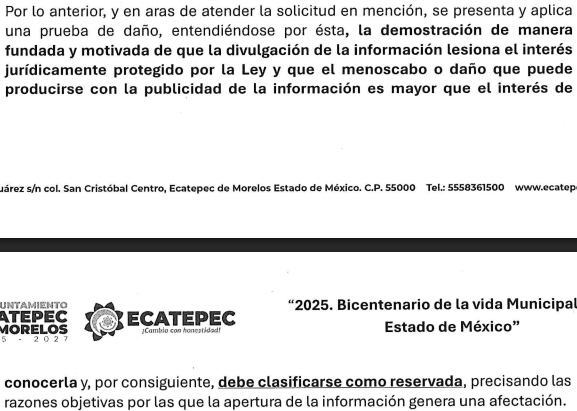 Por lo anterior, y en aras de atender la solicitud en mención, se presenta y aplica
una prueba de daño, entendiéndose por ésta, la demostración de manera
fundada y motivada de que la divulgación de la información lesiona el interés
jurídicamente protegido por la Ley y que el menoscabo o daño que puede
producirse con la publicidad de la información es mayor que el interés de
uárez s/n col. San Cristóbal Centro, Ecatepec de Morelos Estado de México. C.P. 55000 Tel.: 5558361500 www.ecatep
UNTAMIENTO
ATEPEC
MORELOS
5 - 2027
ECATEPEC
¡Cambio con honestidad!
“2025. Bicentenario de la vida Municipal
Estado de México”
conocerla y, por consiguiente, debe clasificarse como reservada, precisando las
razones objetivas por las que la apertura de la información genera una afectación.